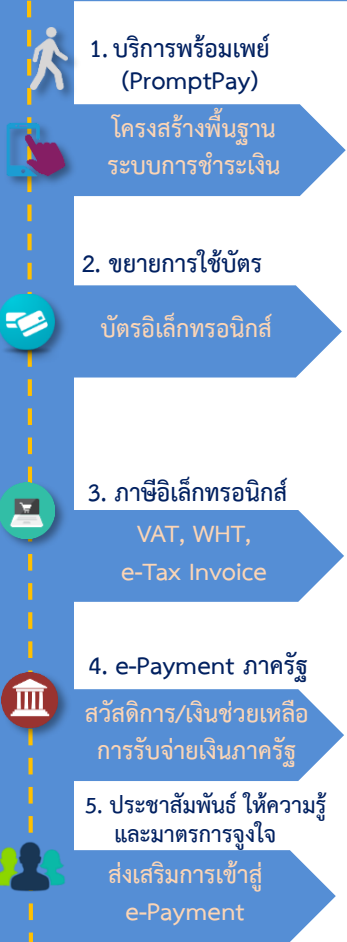 1. บริการพร้อมเพย์
(PromptPay)
โครงสร้างพื้นฐาน
ระบบการชำระเงิน
2. ขยายการใช้บัตร
บัตรอิเล็กทรอนิกส์
3. ภาษีอิเล็กทรอนิกส์
VAT, WHT,
e-Tax Invoice
4. e-Payment ภาครัฐ
สวัสดิการ/เงินช่วยเหลือ
การรับจ่ายเงินภาครัฐ
5. ประชาสัมพันธ์ ให้ความรู้
และมาตรการจูงใจ
ส่งเสริมการเข้าสู่
e-Payment